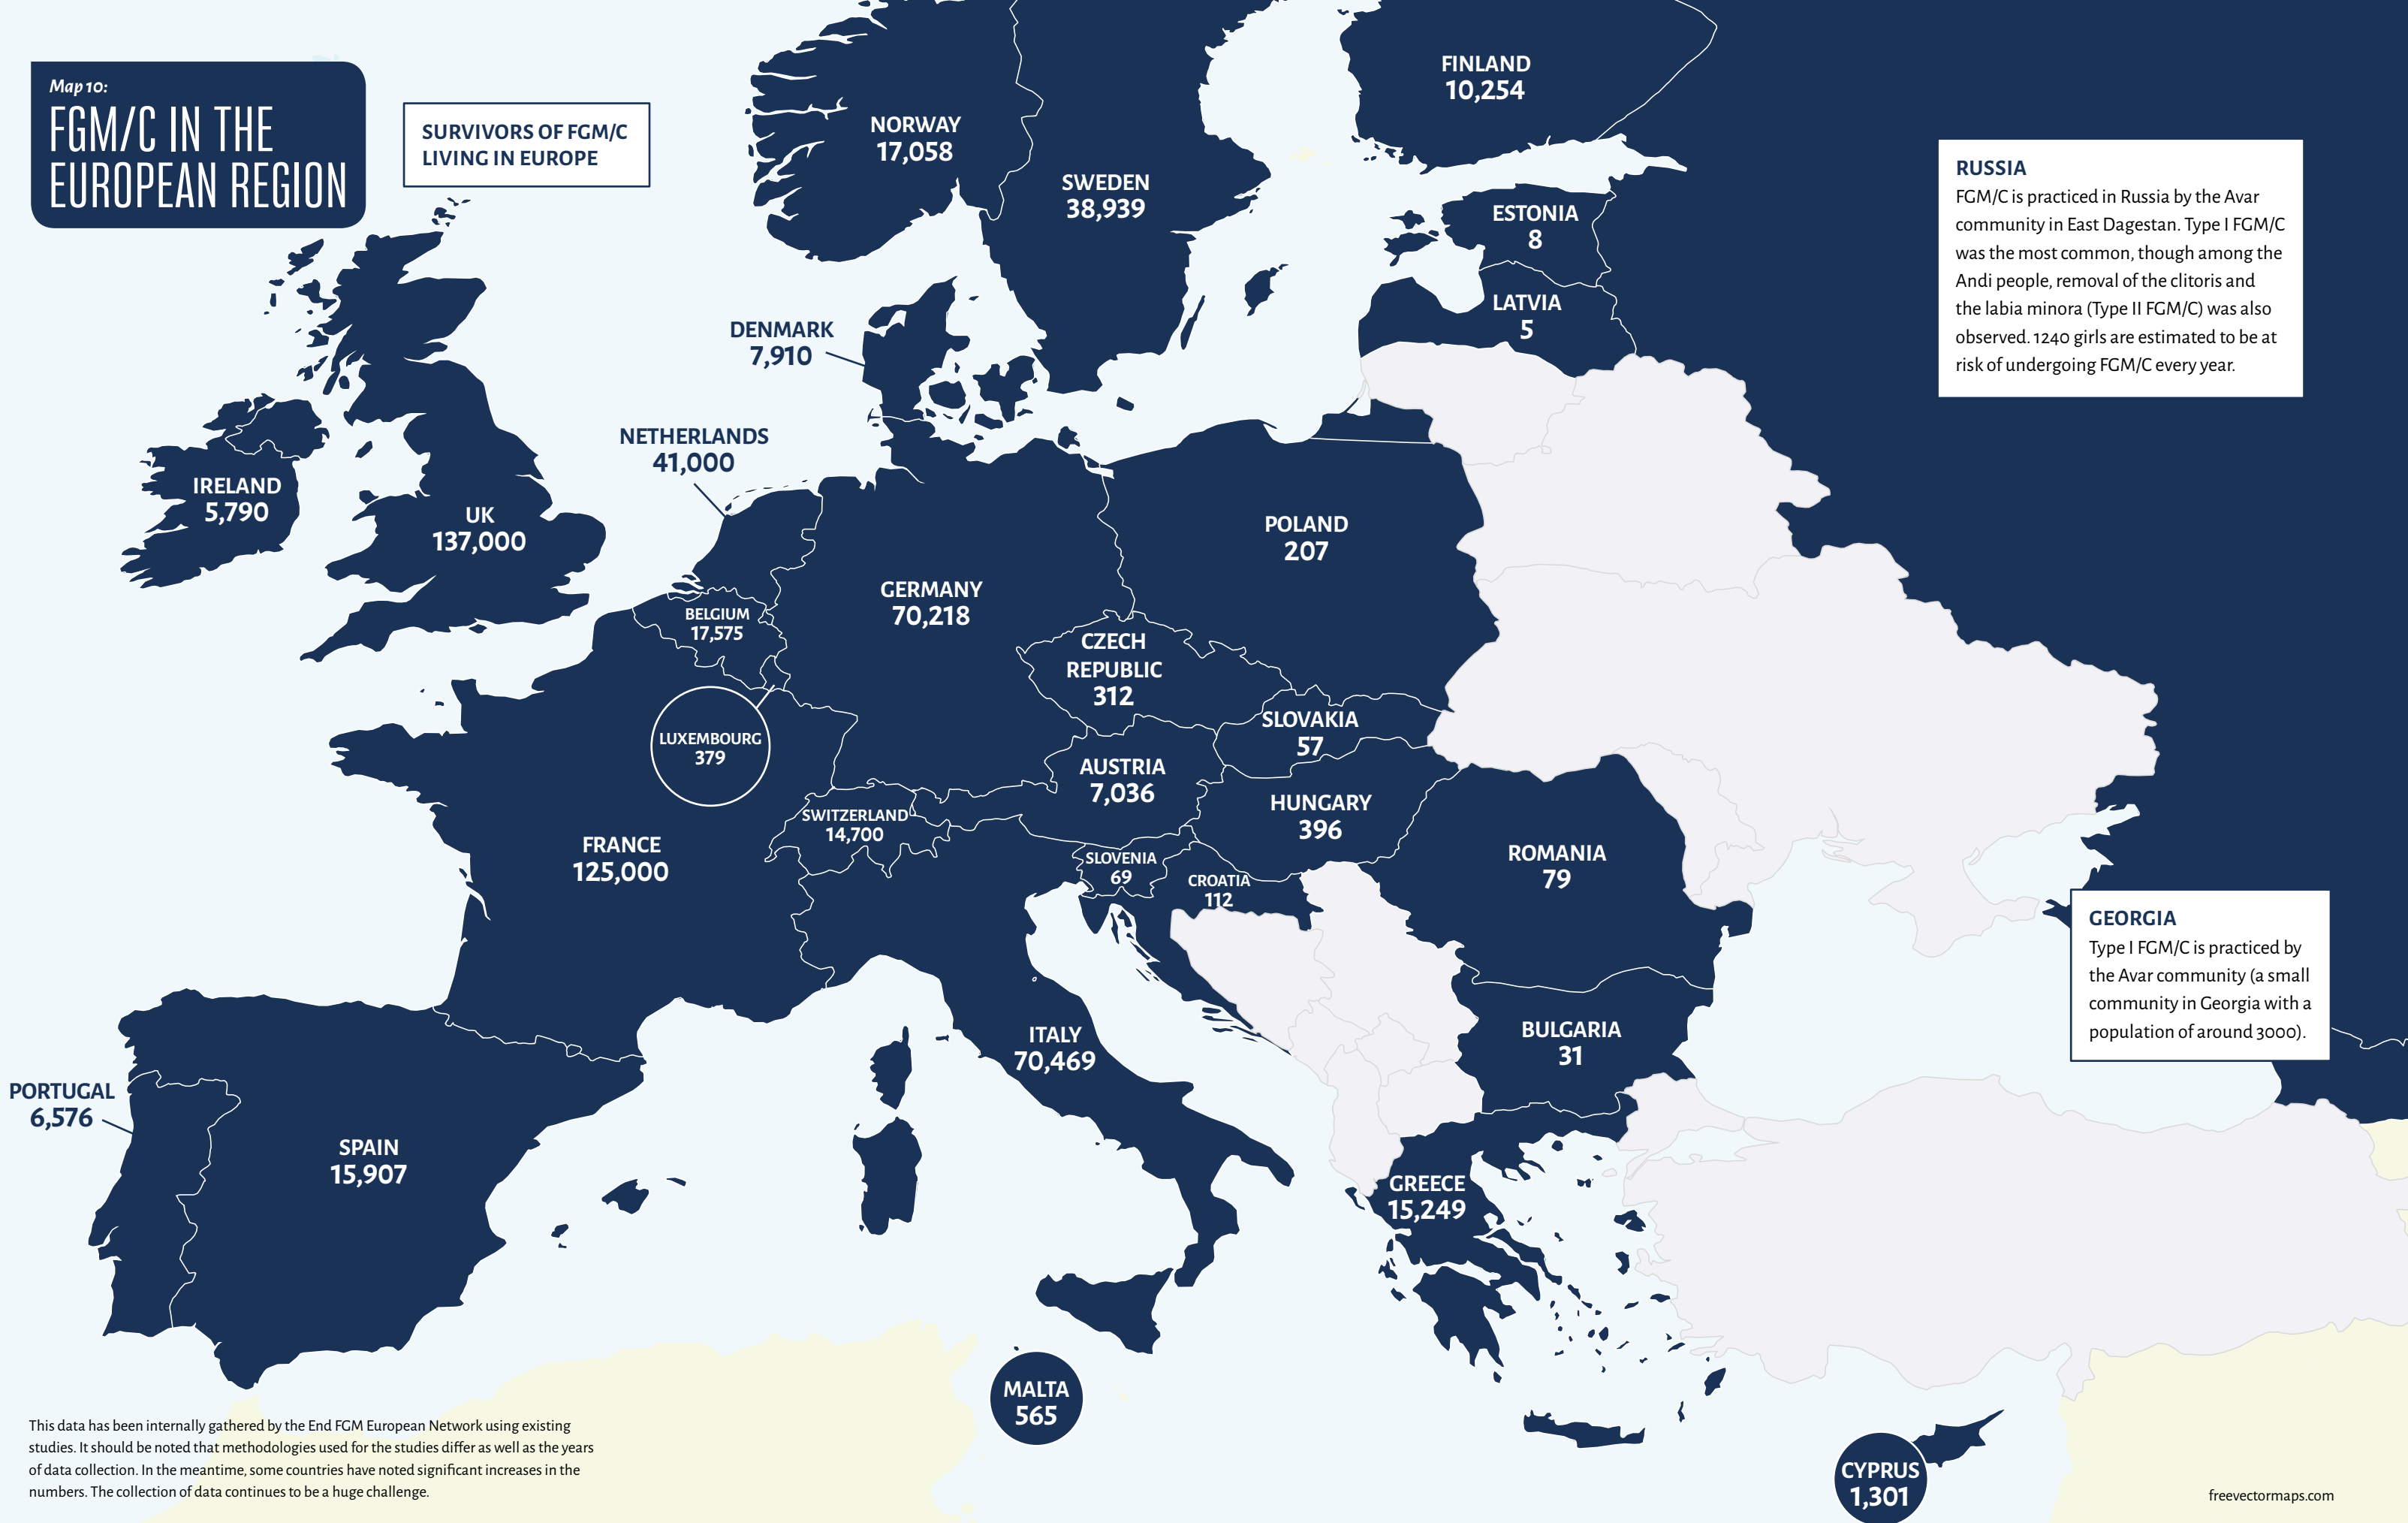 Map 10:
FGM/C IN THE
EUROPEAN REGION
SURVIVORS OF FGM/C
LIVING IN EUROPE
FINLAND
10,254
NORWAY
17,058
SWEDEN
38,939
RUSSIA
FGM/C is practiced in Russia by the Avar
community in East Dagestan. Type I FGM/C
was the most common, though among the
Andi people, removal of the clitoris and
the labia minora (Type II FGM/C) was also
observed. 1240 girls are estimated to be at
risk of undergoing FGM/C every year.
ESTONIA
8
LATVIA
5
DENMARK
7,910
NETHERLANDS
41,000
IRELAND
5,790
UK
137,000
POLAND
207
GERMANY
70,218
BELGIUM
17,575
CZECH
REPUBLIC
312
LUXEMBOURG
379
SLOVAKIA
57
AUSTRIA
7,036
HUNGARY
396
SWITZERLAND
14,700
FRANCE
125,000
SLOVENIA
69
CROATIA
112
ROMANIA
79
GEORGIA
Type I FGM/C is practiced by
the Avar community (a small
community in Georgia with a
population of around 3000).
BULGARIA
31
ITALY
70,469
PORTUGAL
6,576
SPAIN
15,907
GREECE
15,249
MALTA
565
CYPRUS
1,301
This data has been internally gathered by the End FGM European Network using existing
studies. It should be noted that methodologies used for the studies differ as well as the years
of data collection. In the meantime, some countries have noted significant increases in the
numbers. The collection of data continues to be a huge challenge.
freevectormaps.com